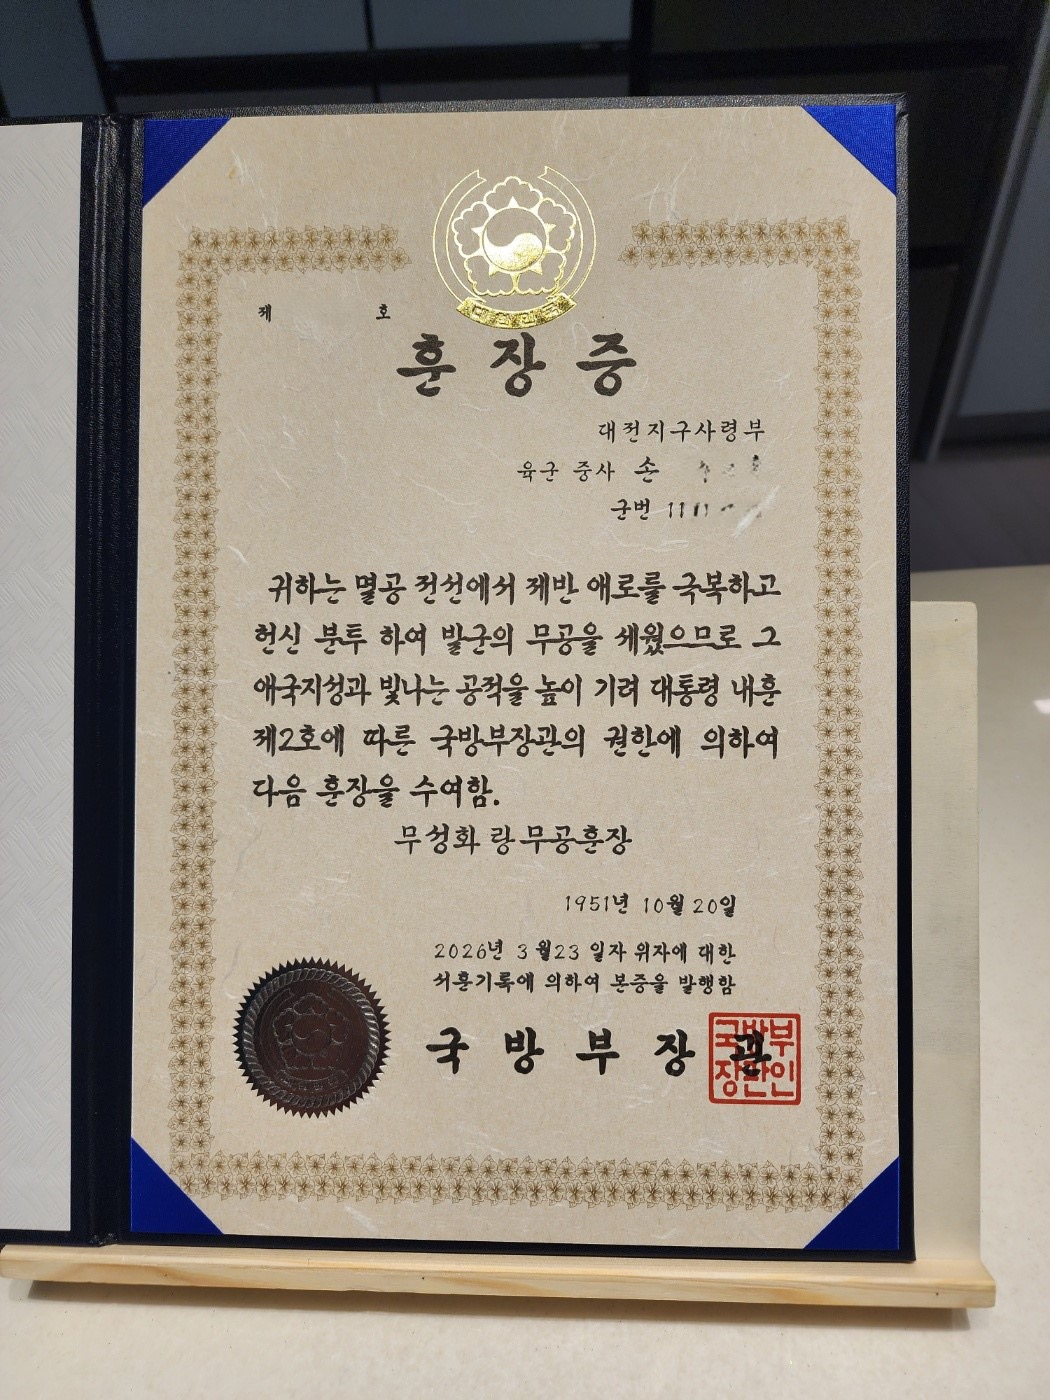 대한민국
제 호
훈장증
대전지구사령부
육군 중사 손
군번 11
귀하는 멸공 전선에서 제반 애로를 국복하고
헌신 분투 하여 발군의 무공을 세웠으므로 그
애국지성과 빛나는 공적을 높이 기려 대통령 내훈
제2호에 따른 국방부장관의 권한에 의하여
다음 훈장을 수여함.
무성화 랑무공훈장
1951년 10월 20일
2026년 3월23 일자 위자에 대한
서훈기록에 의하여 본증을 발행함
국방부장관
국방부
장관인